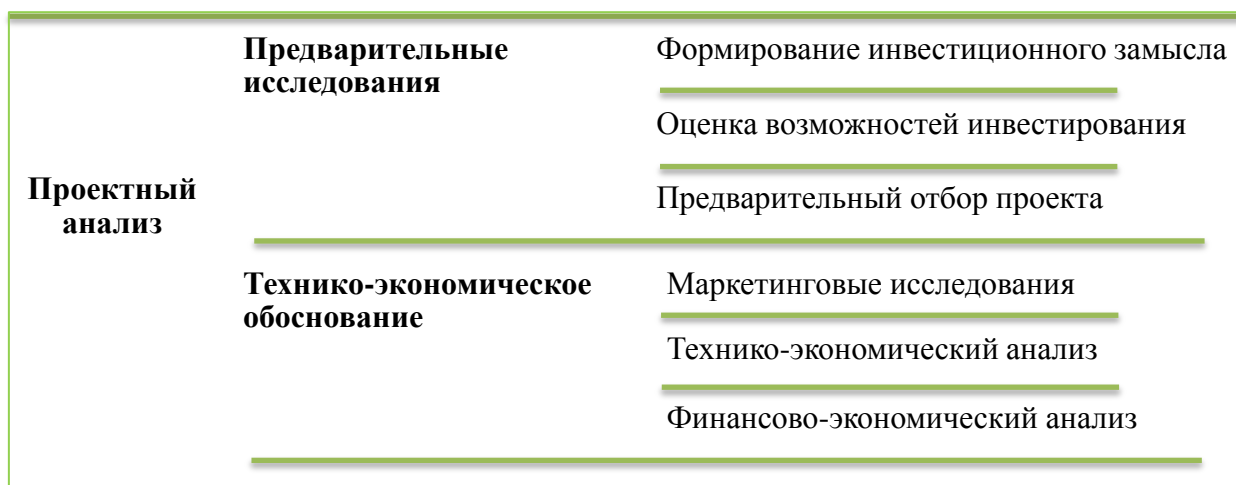 Проектный
анализ
Предварительные
исследования
Формирование инвестиционного замысла
Оценка возможностей инвестирования
Предварительный отбор проекта
Технико-экономическое
обоснование
Маркетинговые исследования
Технико-экономический анализ
Финансово-экономический анализ